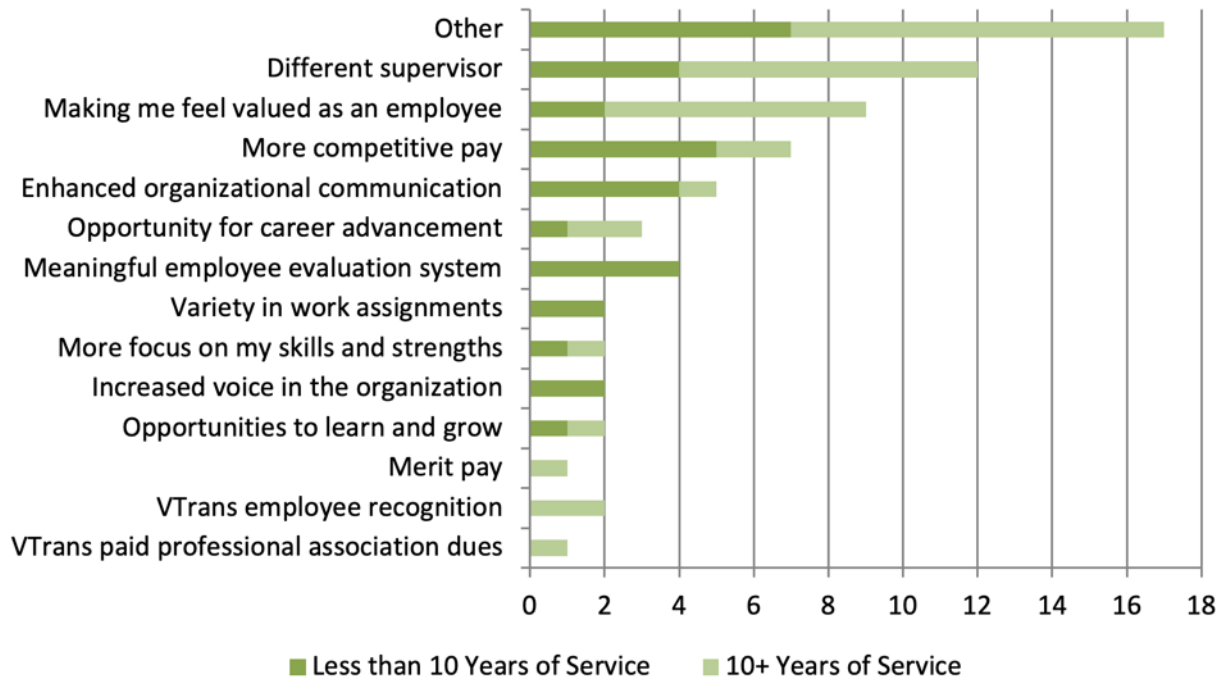 Other
Different supervisor
Making me feel valued as an employee
More competitive pay
Enhanced organizational communication
Opportunity for career advancement
Meaningful employee evaluation system
Variety in work assignments
More focus on my skills and strengths
Increased voice in the organization
Opportunities to learn and grow
Merit pay
VTrans employee recognition
VTrans paid professional association dues
0 2 4 6 8 10 12 14 16 18
Less than 10 Years of Service 10+ Years of Service